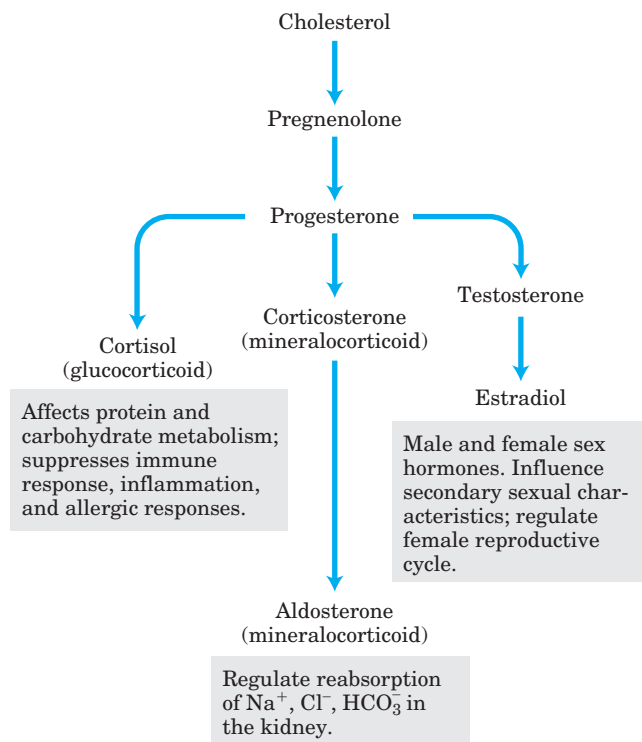 Cholesterol
Pregnenolone
Progesterone
Testosterone
Corticosterone
(mineralocorticoid)
Cortisol
(glucocorticoid)
Affects protein and
carbohydrate metabolism;
suppresses immune
response, inflammation,
and allergic responses.
Estradiol
Male and female sex
hormones. Influence
secondary sexual char-
acteristics; regulate
female reproductive
cycle.
Aldosterone
(mineralocorticoid)
Regulate reabsorption
of Na⁺, Cl⁻, HCO₃⁻ in
the kidney.